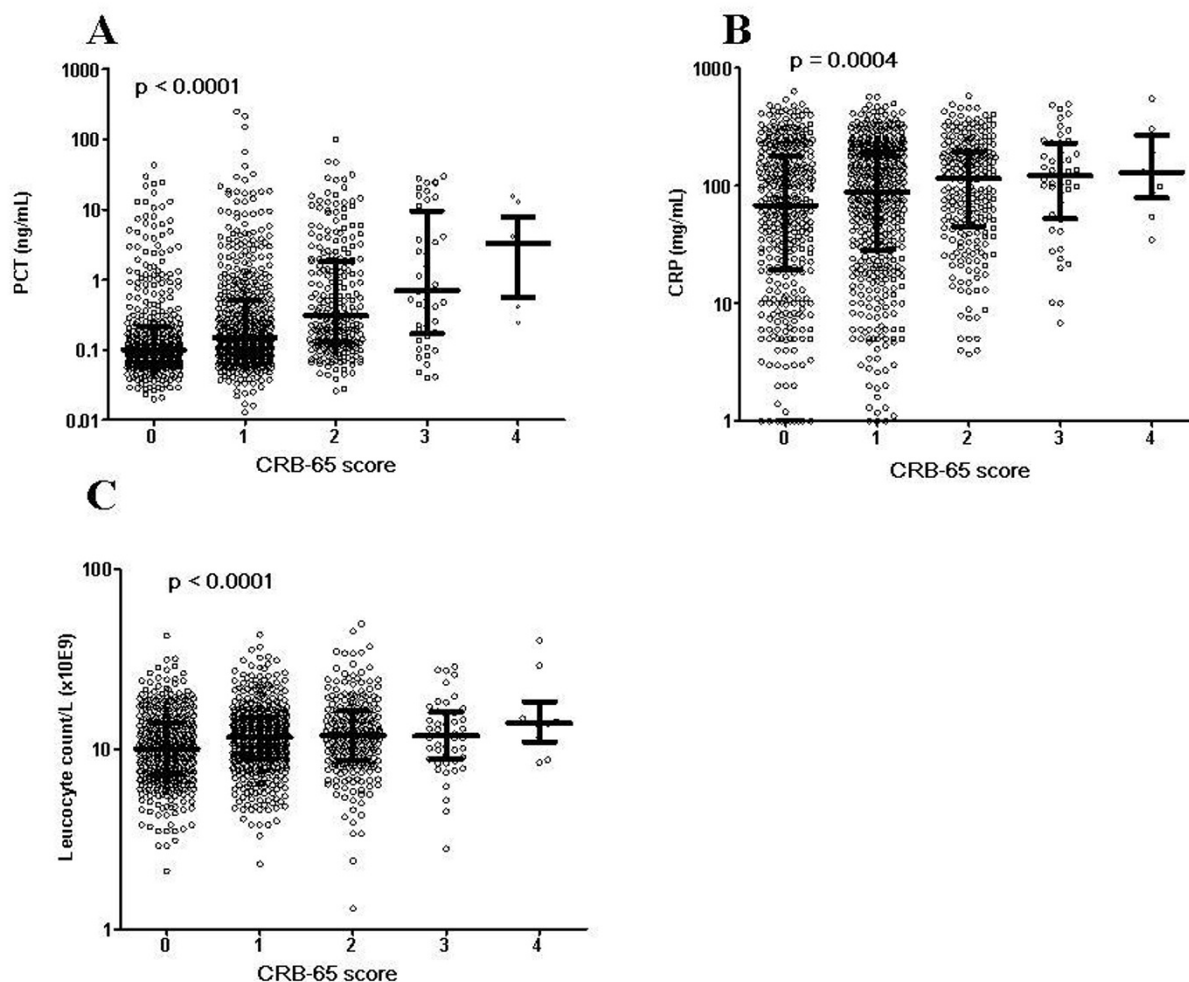 A
p < 0.0001
1000
100
10
1
0.1
0.01
PCT (ng/mL)
0 1 2 3 4
CRB-65 score
B
p = 0.0004
1000
100
10
1
CRP (mg/mL)
0 1 2 3 4
CRB-65 score
C
p < 0.0001
100
10
1
Leucocyte count/L (x10E9)
0 1 2 3 4
CRB-65 score